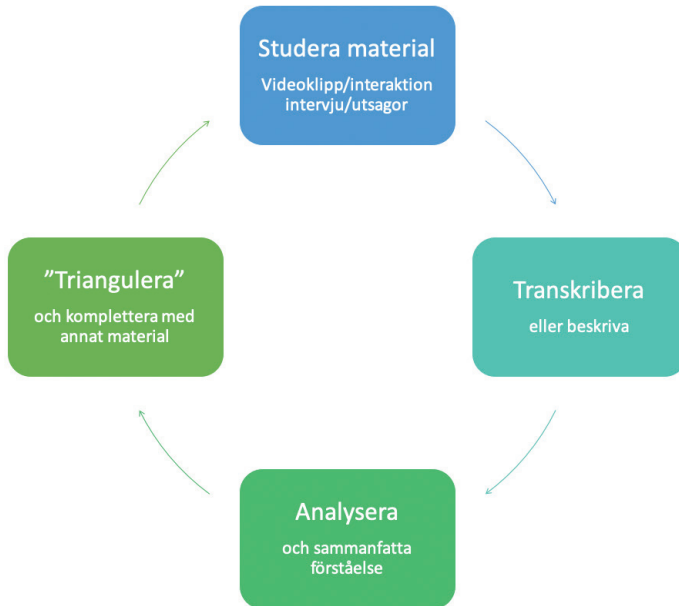 Studera material
Videoklipp/interaktion
intervju/utsagor
Transkribera
eller beskriva
Analysera
och sammanfatta
förståelse
”Triangulera”
och komplettera med
annat material